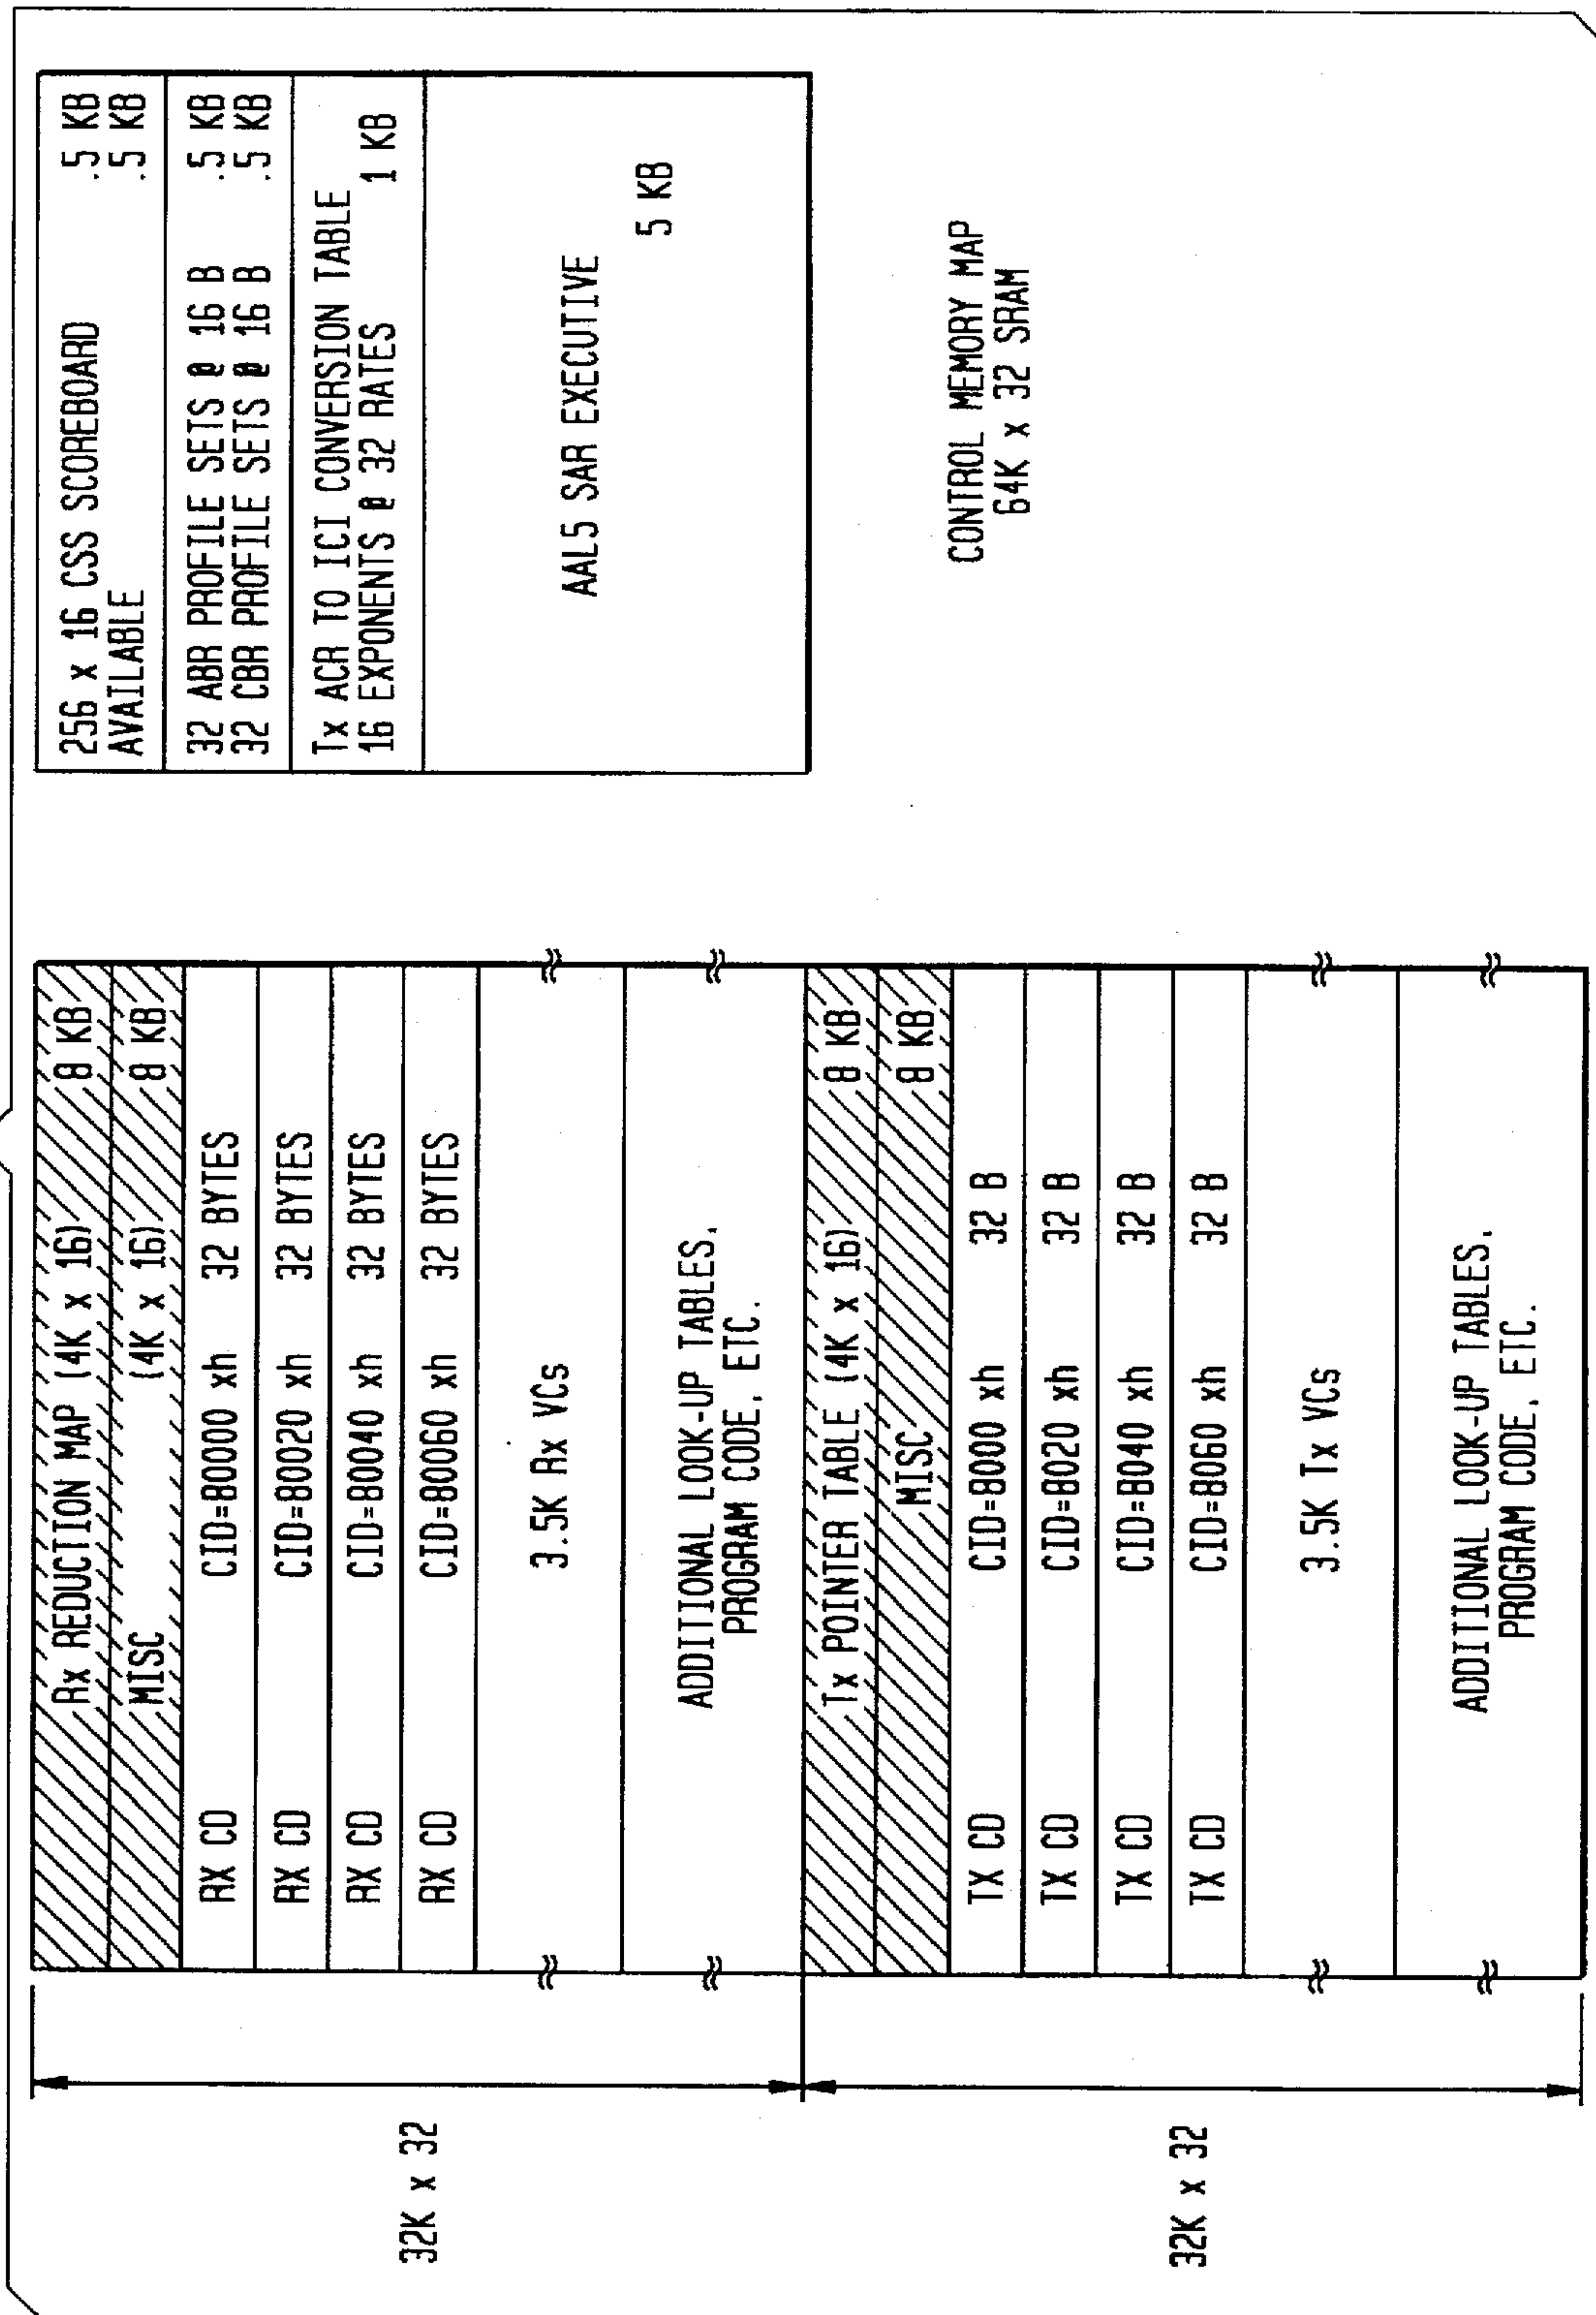 32K x 32
Rx REDUCTION MAP (4K x 16) 8 KB
MISC (4K x 16) 8 KB
RX CD CID=80000 xh 32 BYTES
RX CD CID=80020 xh 32 BYTES
RX CD CID=80040 xh 32 BYTES
RX CD CID=80060 xh 32 BYTES
3.5K Rx VCs
ADDITIONAL LOOK-UP TABLES,
PROGRAM CODE, ETC.
32K x 32
Tx POINTER TABLE (4K x 16) 8 KB
MISC 8 KB
TX CD CID=8000 xh 32 B
TX CD CID=8020 xh 32 B
TX CD CID=8040 xh 32 B
TX CD CID=8060 xh 32 B
3.5K Tx VCs
ADDITIONAL LOOK-UP TABLES,
PROGRAM CODE, ETC.
256 x 16 CSS SCOREBOARD .5 KB
AVAILABLE .5 KB
32 ABR PROFILE SETS @ 16 B .5 KB
32 CBR PROFILE SETS @ 16 B .5 KB
Tx ACR TO ICI CONVERSION TABLE
16 EXPONENTS @ 32 RATES 1 KB
AAL5 SAR EXECUTIVE
5 KB
CONTROL MEMORY MAP
64K x 32 SRAM